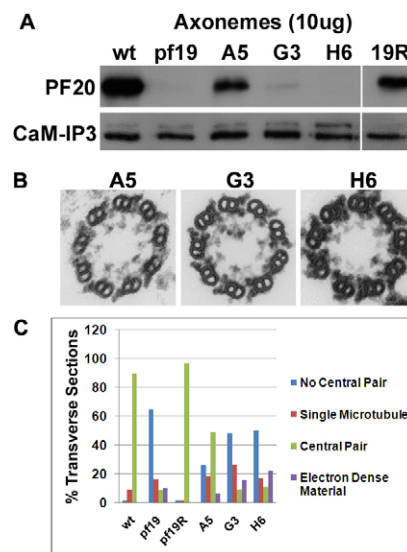 A
Axonemes (10ug)
wt pf19 A5 G3 H6 19R
PF20
CaM-IP3
B
A5 G3 H6
C
% Transverse Sections
120
100
80
60
40
20
0
wt pf19 pf19R A5 G3 H6
No Central Pair
Single Microtubule
Central Pair
Electron Dense
Material